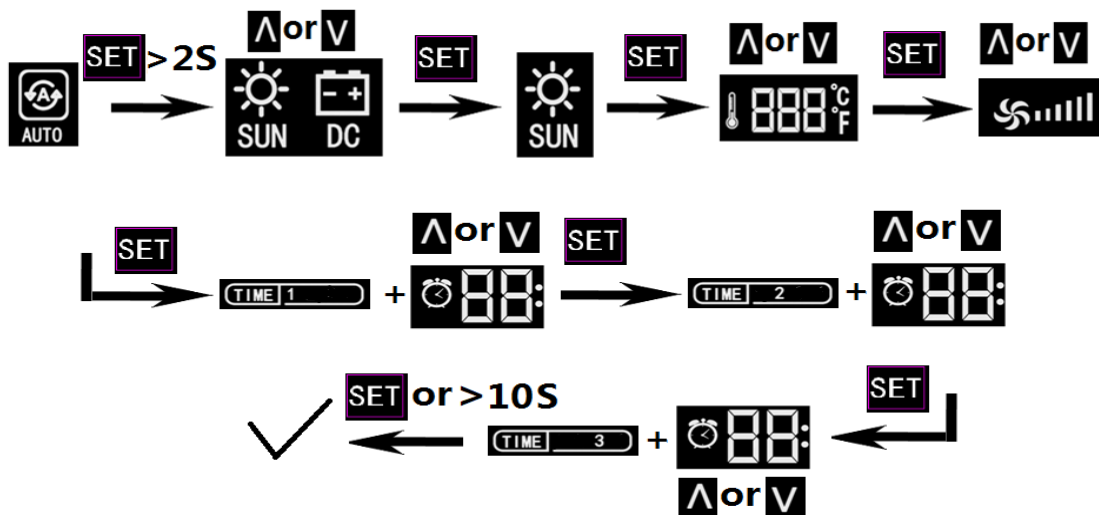 SET >2S Λ or V SET SET Λ or V SET Λ or V
A
AUTO SUN - + DC SUN 888 °C °F
SET Λ or V SET Λ or V
TIME 1 + 88: TIME 2 + 88:
SET or >10S SET
TIME 3 + 88:
Λ or V